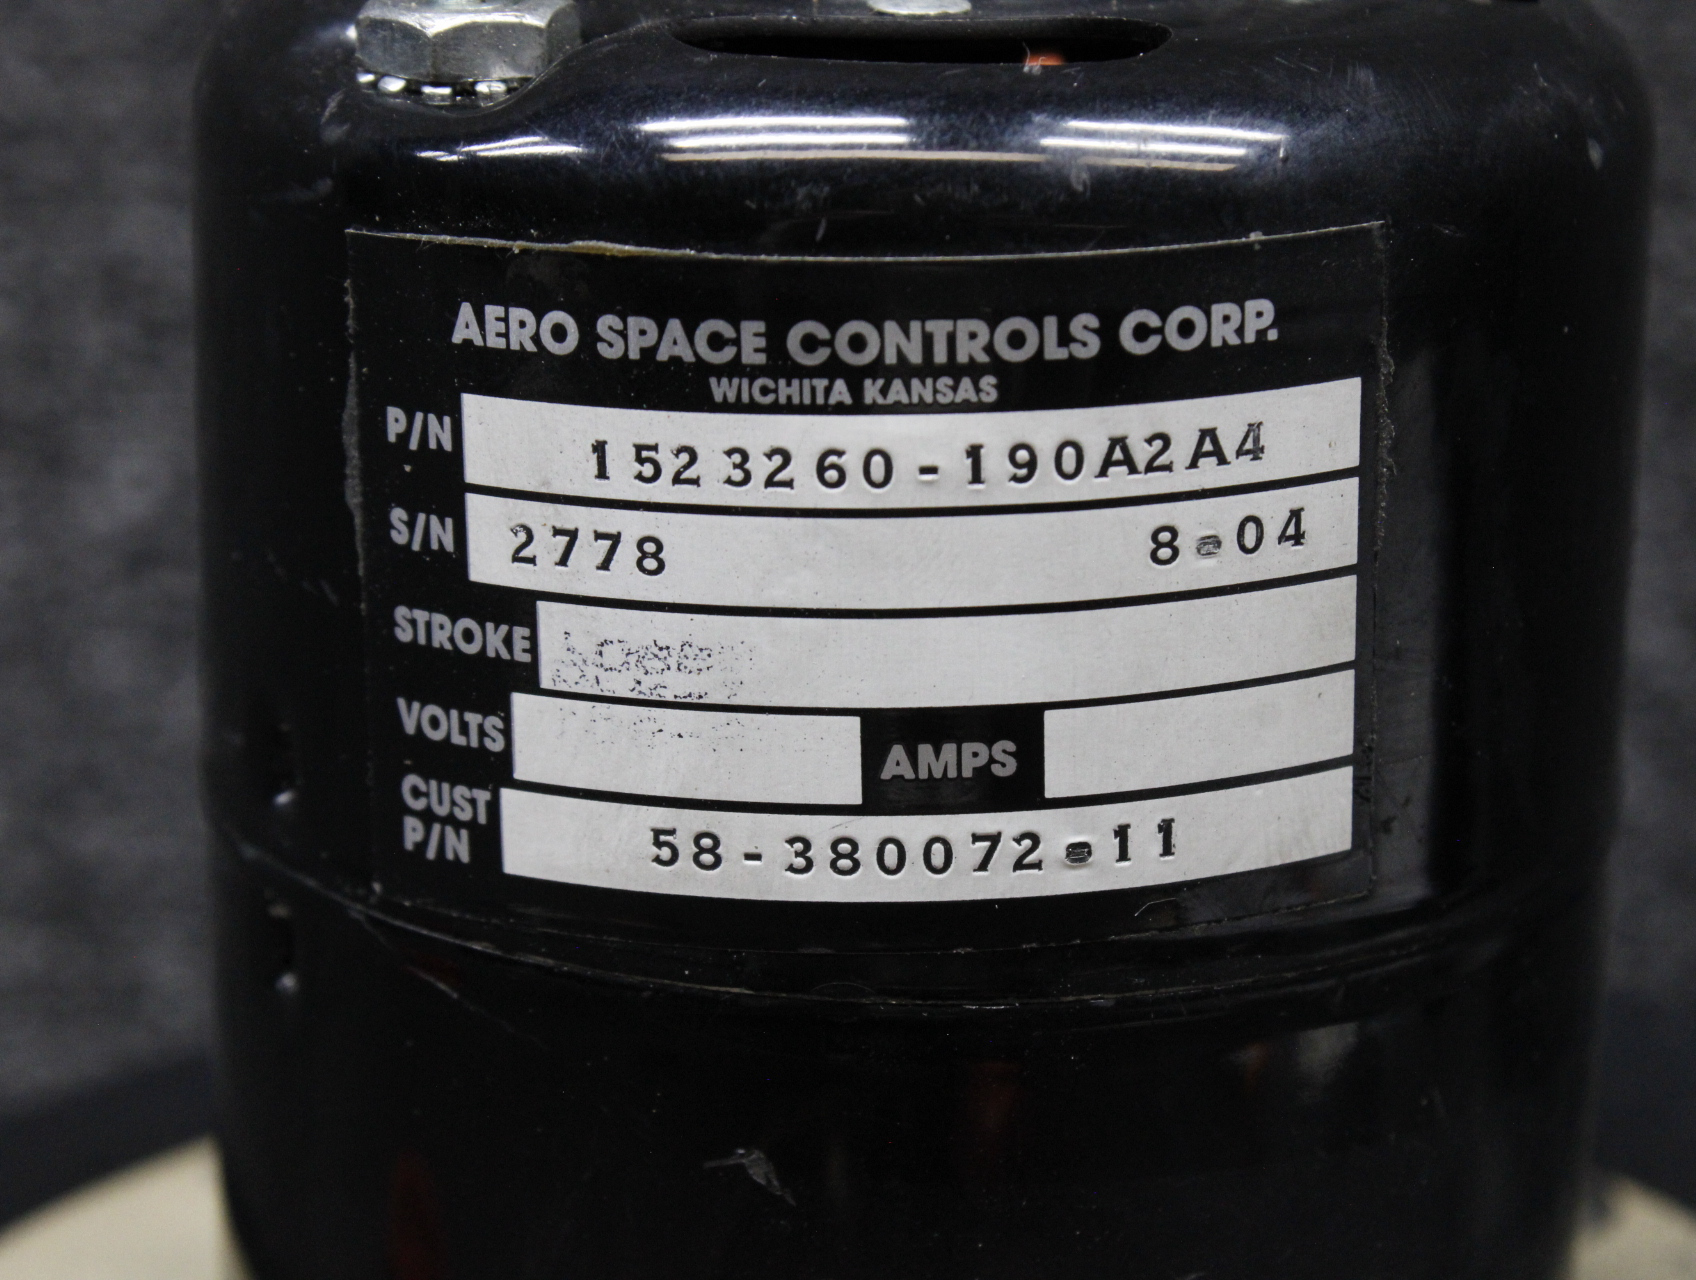 AERO SPACE CONTROLS CORP.
WICHITA KANSAS
P/N 1523260-190A2A4
S/N 2778 8-04
STROKE
VOLTS AMPS
CUST
P/N 58-380072-11